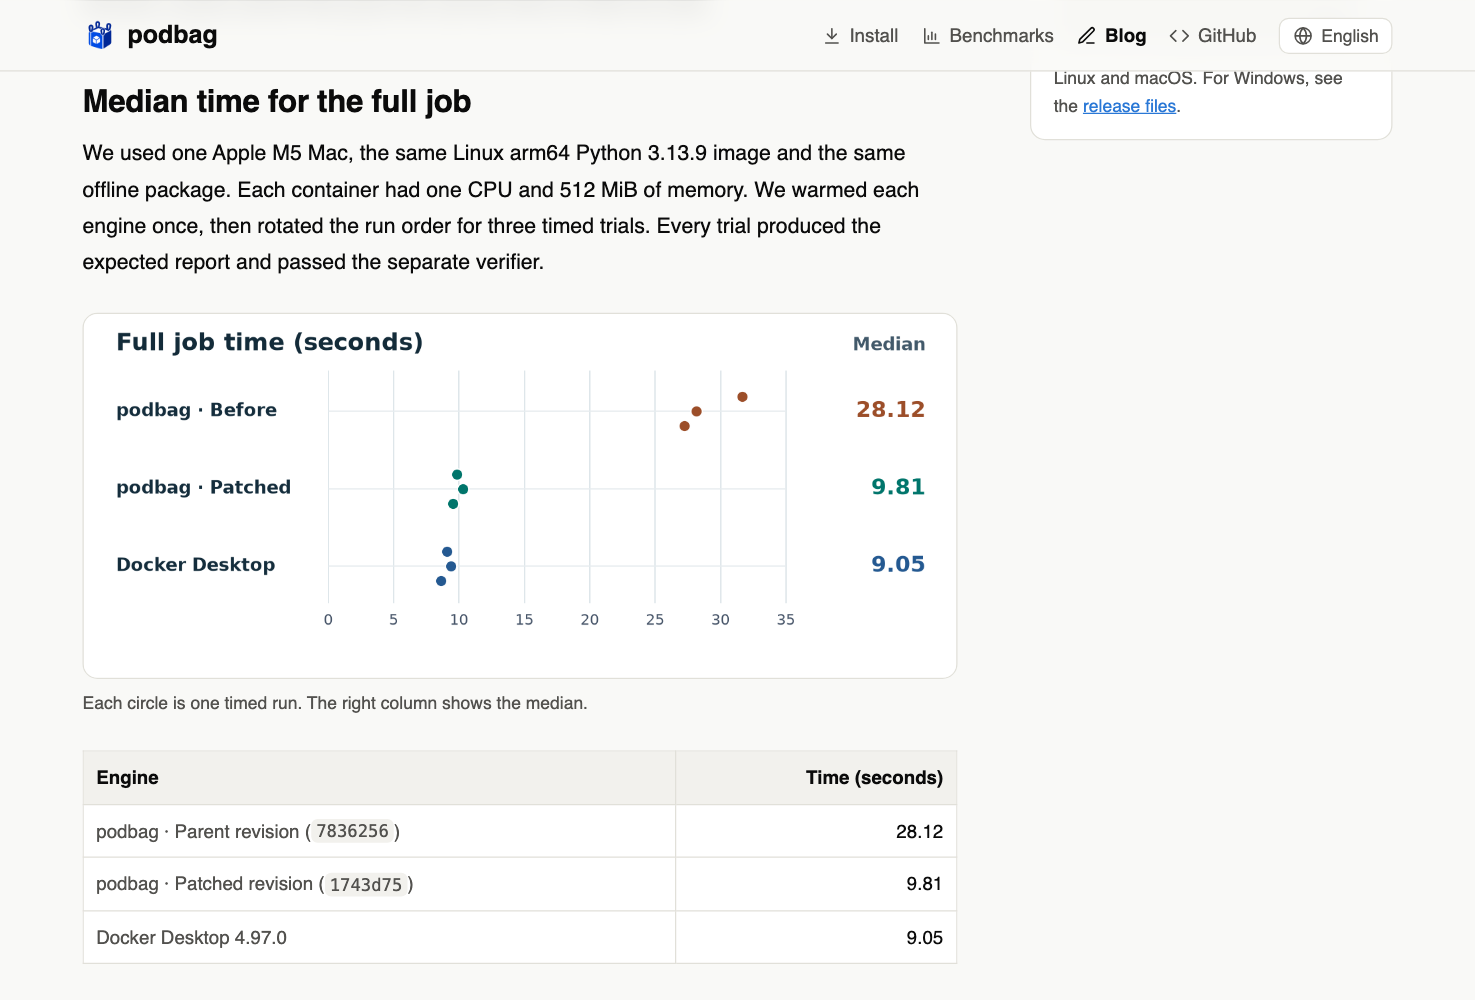 podbag
Install
Benchmarks
Blog
GitHub
English
Linux and macOS. For Windows, see
the release files.
Median time for the full job
We used one Apple M5 Mac, the same Linux arm64 Python 3.13.9 image and the same
offline package. Each container had one CPU and 512 MiB of memory. We warmed each
engine once, then rotated the run order for three timed trials. Every trial produced the
expected report and passed the separate verifier.
Full job time (seconds)
Median
podbag · Before
28.12
podbag · Patched
9.81
Docker Desktop
9.05
0 5 10 15 20 25 30 35
Each circle is one timed run. The right column shows the median.
Engine
Time (seconds)
podbag · Parent revision (7836256)
28.12
podbag · Patched revision (1743d75)
9.81
Docker Desktop 4.97.0
9.05